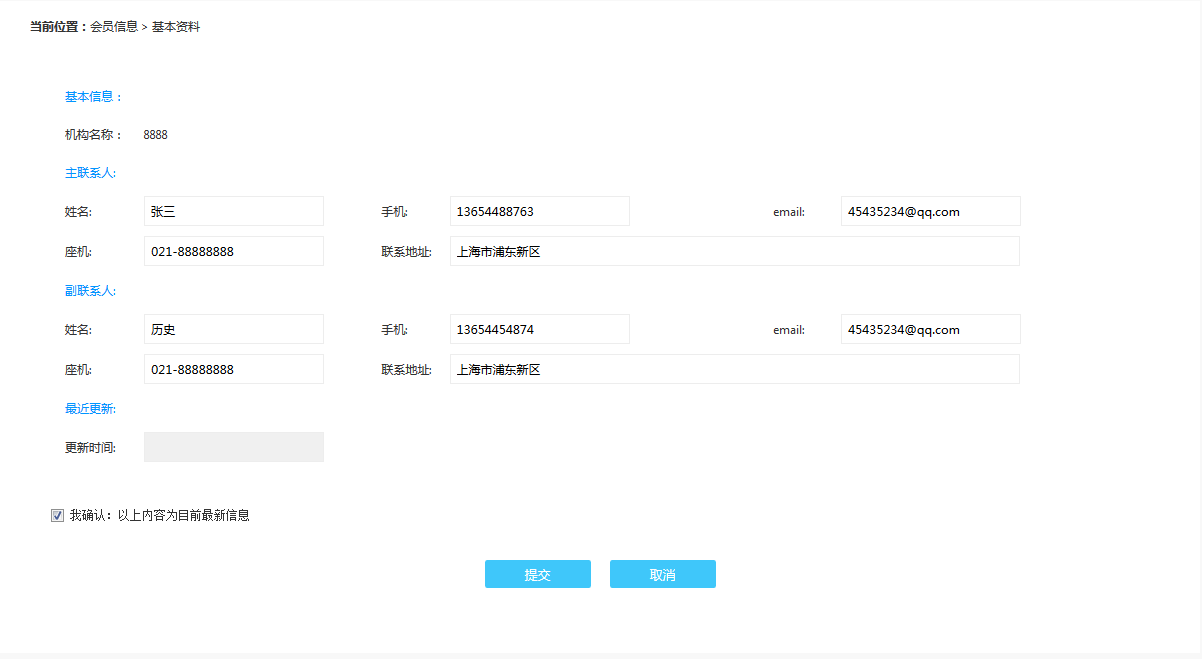 当前位置：会员信息 > 基本资料
基本信息：
机构名称： 8888
主联系人:
姓名: 张三 手机: 13654488763 email: 45435234@qq.com
座机: 021-88888888 联系地址: 上海市浦东新区
副联系人:
姓名: 历史 手机: 13654454874 email: 45435234@qq.com
座机: 021-88888888 联系地址: 上海市浦东新区
最近更新:
更新时间:
我确认：以上内容为目前最新信息
提交 取消